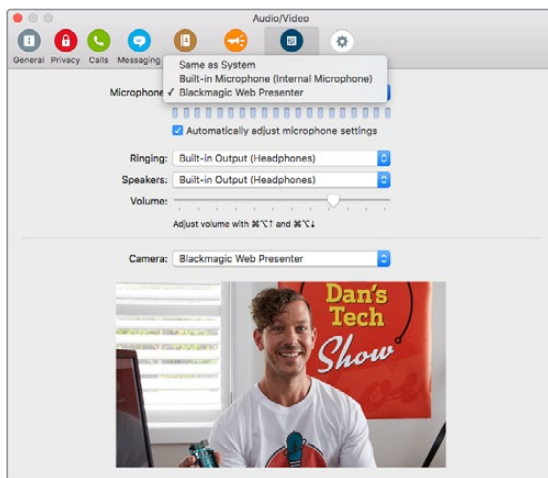 Audio/Video
General Privacy Calls Messaging
Same as System
Built-in Microphone (Internal Microphone)
Microphone: ✓ Blackmagic Web Presenter
Automatically adjust microphone settings
Ringing: Built-in Output (Headphones)
Speakers: Built-in Output (Headphones)
Volume:
Adjust volume with ⌘⌥↑ and ⌘⌥↓
Camera: Blackmagic Web Presenter
Dan's
Tech
Show